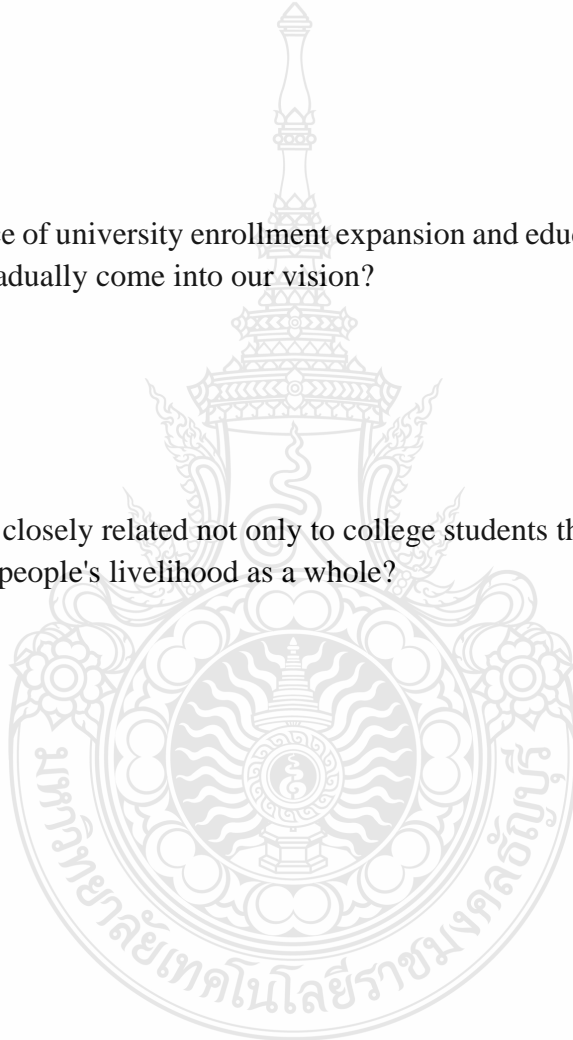 e of university enrollment expansion and educ
adually come into our vision?
closely related not only to college students th
people's livelihood as a whole?
มหาวิทยาลัยเทคโนโลยีราชมงคลธัญบุรี